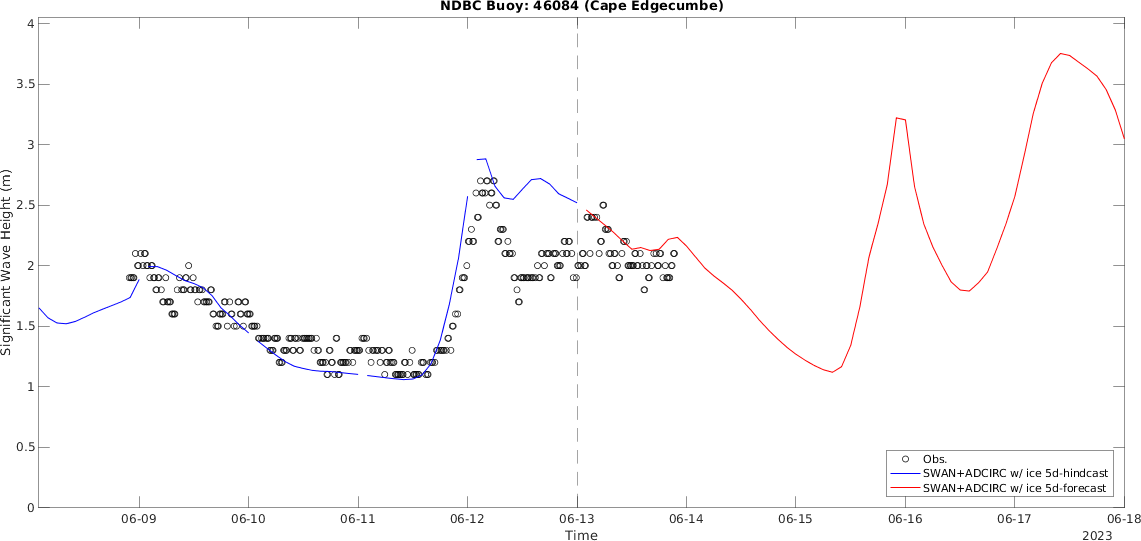 NDBC Buoy: 46084 (Cape Edgecumbe)
4
3.5
3
2.5
2
1.5
1
0.5
0
Significant Wave Height (m)
Obs.
SWAN+ADCIRC w/ ice 5d-hindcast
SWAN+ADCIRC w/ ice 5d-forecast
06-09 06-10 06-11 06-12 06-13 06-14 06-15 06-16 06-17 06-18
Time
2023